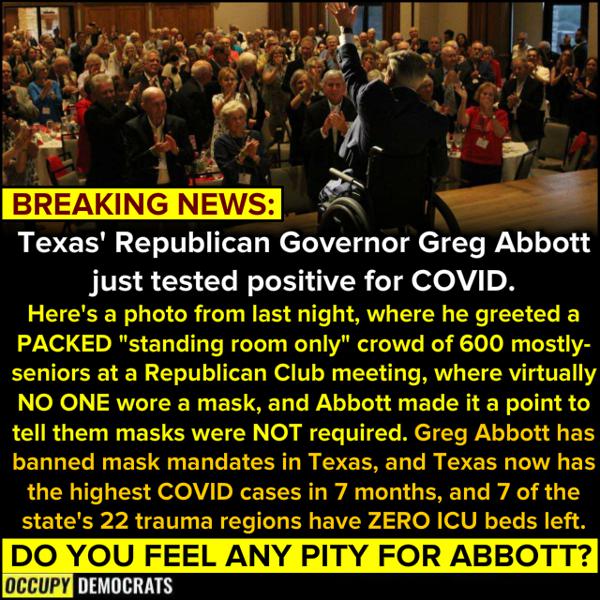 BREAKING NEWS:
Texas' Republican Governor Greg Abbott
just tested positive for COVID.
Here's a photo from last night, where he greeted a
PACKED "standing room only" crowd of 600 mostly-
seniors at a Republican Club meeting, where virtually
NO ONE wore a mask, and Abbott made it a point to
tell them masks were NOT required. Greg Abbott has
banned mask mandates in Texas, and Texas now has
the highest COVID cases in 7 months, and 7 of the
state's 22 trauma regions have ZERO ICU beds left.
DO YOU FEEL ANY PITY FOR ABBOTT?
OCCUPY DEMOCRATS